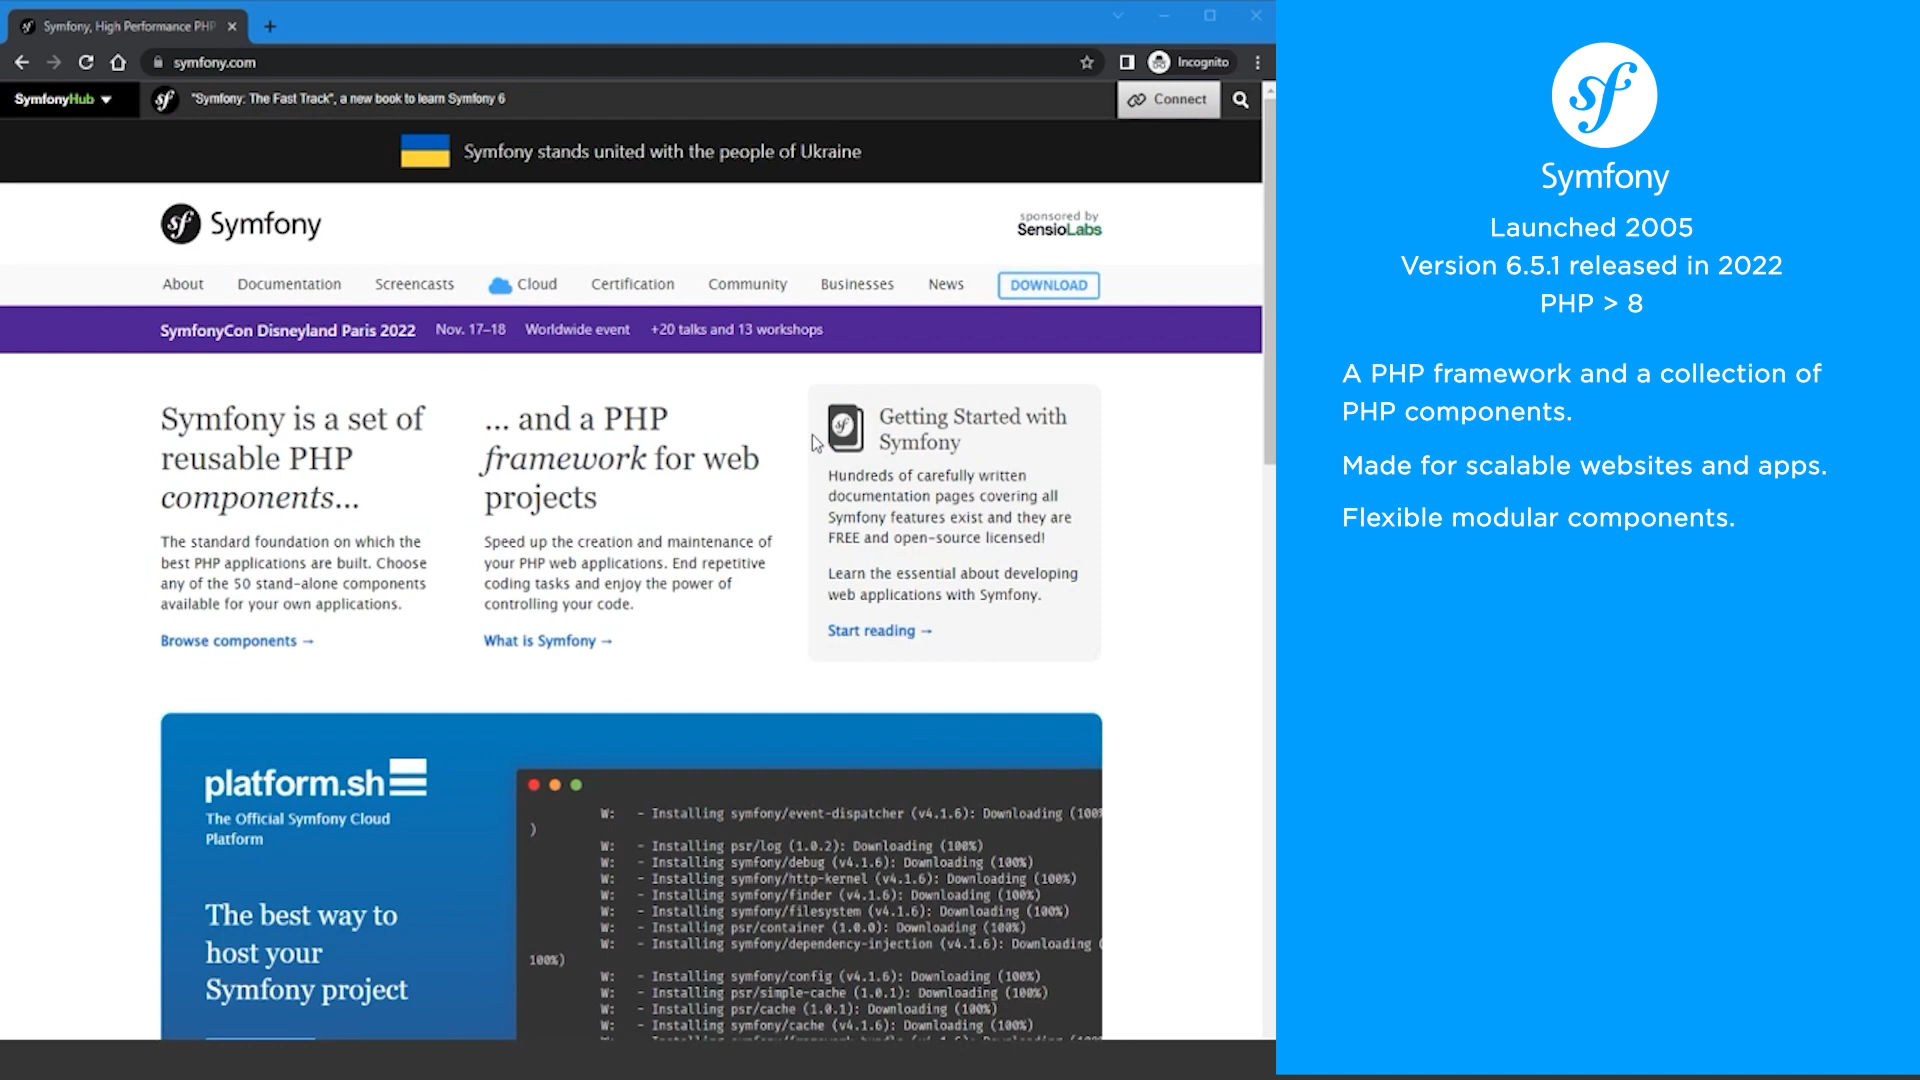 Symfony, High Performance PHP
symfony.com
Incognito
SymfonyHub
sf
"Symfony: The Fast Track", a new book to learn Symfony 6
Connect
Symfony stands united with the people of Ukraine
sf Symfony
sponsored by
SensioLabs
About
Documentation
Screencasts
Cloud
Certification
Community
Businesses
News
DOWNLOAD
SymfonyCon Disneyland Paris 2022
Nov. 17–18
Worldwide event
+20 talks and 13 workshops
Symfony is a set of
reusable PHP
components...
The standard foundation on which the
best PHP applications are built. Choose
any of the 50 stand-alone components
available for your own applications.
Browse components →
... and a PHP
framework for web
projects
Speed up the creation and maintenance of
your PHP web applications. End repetitive
coding tasks and enjoy the power of
controlling your code.
What is Symfony →
sf
Getting Started with
Symfony
Hundreds of carefully written
documentation pages covering all
Symfony features exist and they are
FREE and open-source licensed!
Learn the essential about developing
web applications with Symfony.
Start reading →
platform.sh
The Official Symfony Cloud
Platform
The best way to
host your
Symfony project
W: - Installing symfony/event-dispatcher (v4.1.6): Downloading (100%
)
W: - Installing psr/log (1.0.2): Downloading (100%)
W: - Installing symfony/debug (v4.1.6): Downloading (100%)
W: - Installing symfony/http-kernel (v4.1.6): Downloading (100%)
W: - Installing symfony/finder (v4.1.6): Downloading (100%)
W: - Installing symfony/filesystem (v4.1.6): Downloading (100%)
W: - Installing psr/container (1.0.0): Downloading (100%)
W: - Installing symfony/dependency-injection (v4.1.6): Downloading (
100%)
W: - Installing symfony/config (v4.1.6): Downloading (100%)
W: - Installing psr/simple-cache (1.0.1): Downloading (100%)
W: - Installing psr/cache (1.0.1): Downloading (100%)
W: - Installing symfony/cache (v4.1.6): Downloading (100%)
sf
Symfony
Launched 2005
Version 6.5.1 released in 2022
PHP > 8
A PHP framework and a collection of
PHP components.
Made for scalable websites and apps.
Flexible modular components.